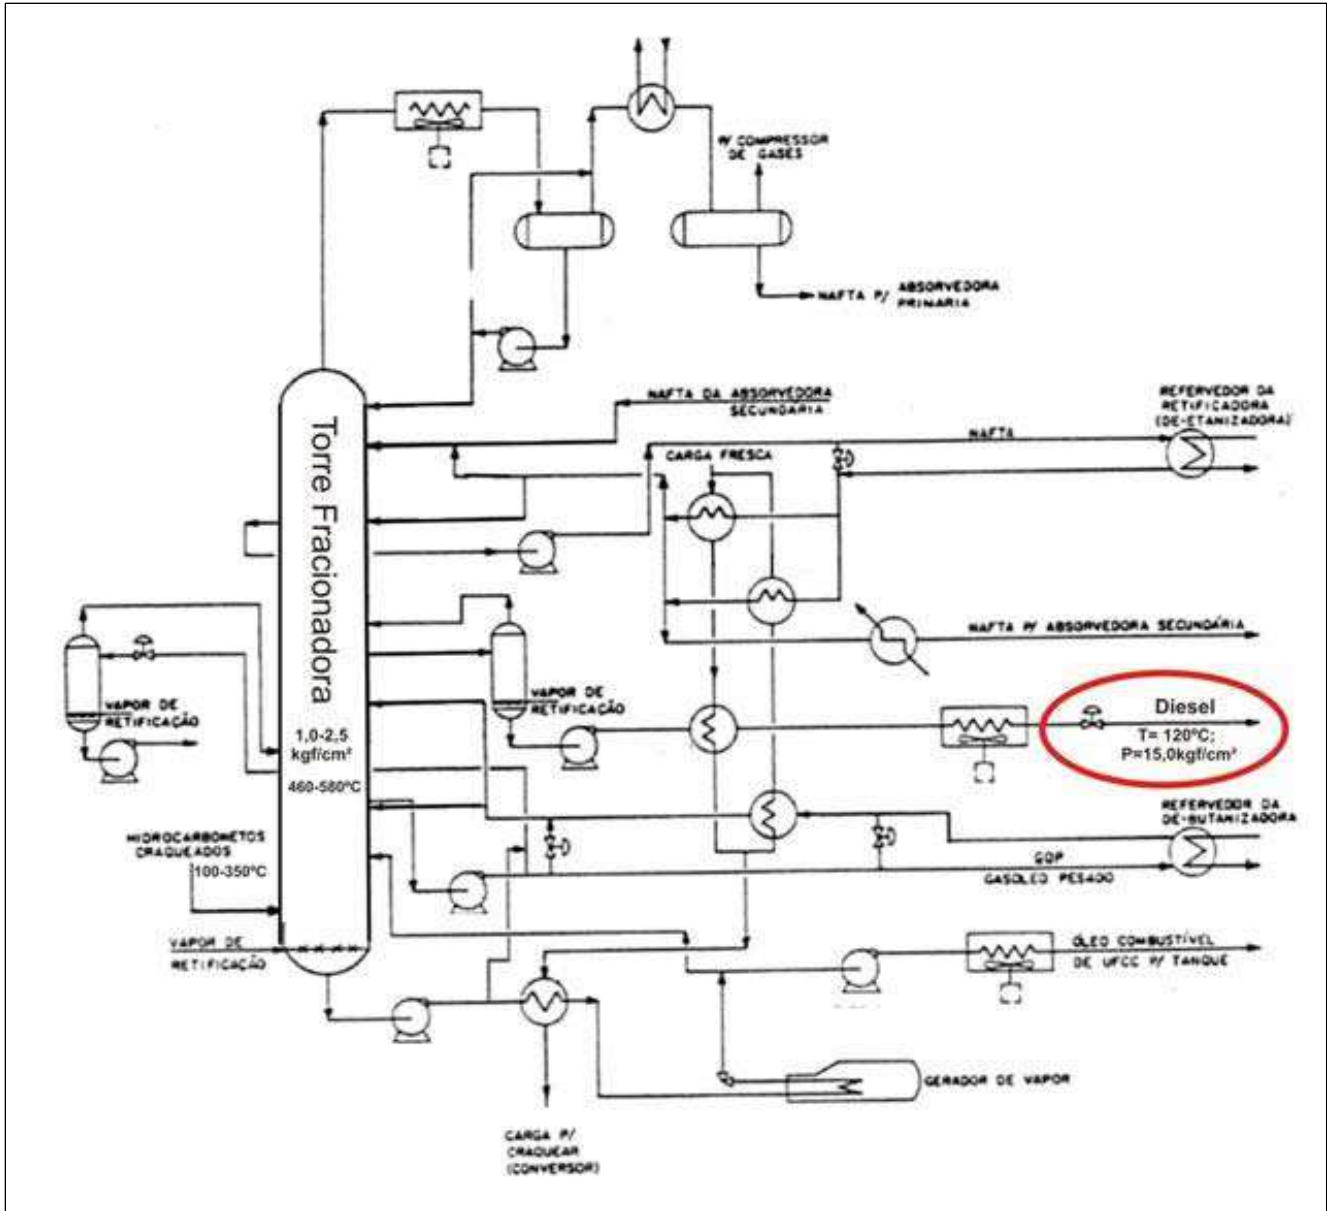 P/ COMPRESSOR
DE GASES
NAFTA P/ ABSORVEDORA
PRIMARIA
Torre Fracionadora
1,0-2,5
kgf/cm²
460-580ºC
NAFTA DA ABSORVEDORA
SECUNDARIA
REFERVEDOR DA
RETIFICADORA
(DE-ETANIZADORA)
NAFTA
CARGA FRESCA
NAFTA P/ ABSORVEDORA SECUNDÁRIA
VAPOR DE
RETIFICAÇÃO
VAPOR DE
RETIFICAÇÃO
Diesel
T= 120ºC;
P=15,0kgf/cm²
HIDROCARBONETOS
CRAQUEADOS
100-350ºC
REFERVEDOR DA
DE-BUTANIZADORA
GOP
GASOLEO PESADO
VAPOR DE
RETIFICAÇÃO
ÓLEO COMBUSTÍVEL
DE UFCC P/ TANQUE
GERADOR DE VAPOR
CARGA P/
CRAQUEAR
(CONVERSOR)